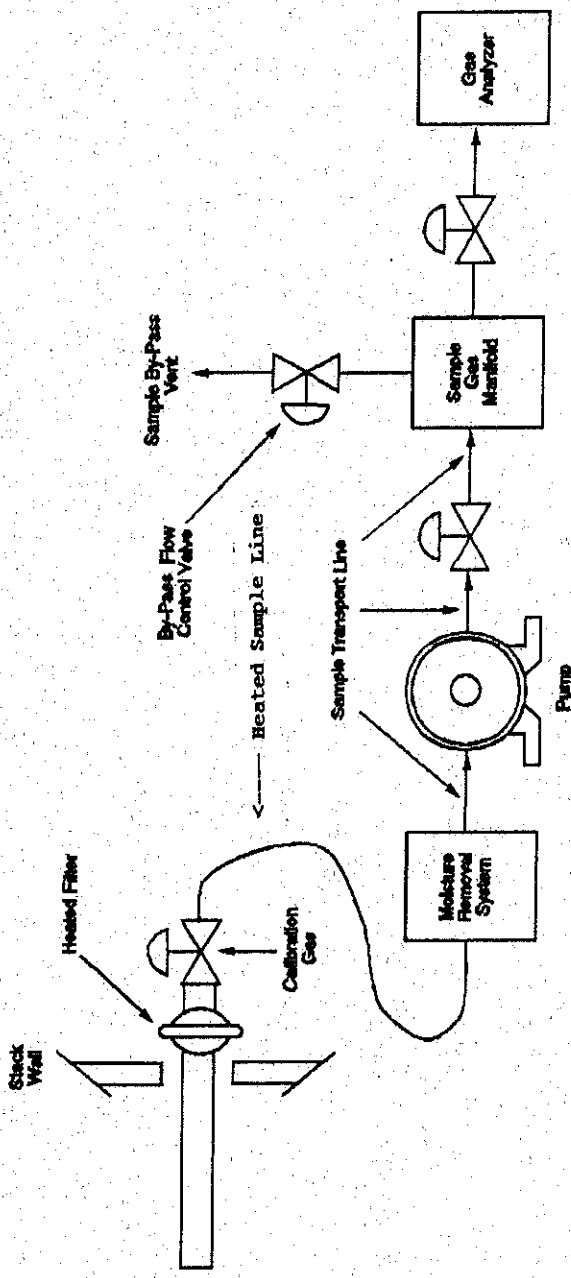 Stack
Wall
Heated Filter
Calibration
Gas
<---- Heated Sample Line
By-Pass Flow
Control Valve
Sample By-Pass
Vent
Moisture
Removal
System
Sample Transport Line
Pump
Sample
Gas
Manifold
Gas
Analyzer